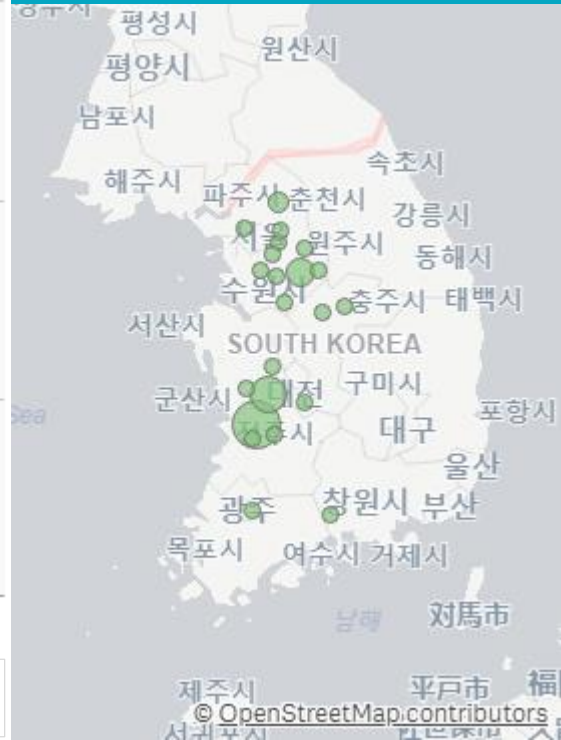 평성시
원산시
평양시
남포시
속초시
해주시
파주시
춘천시
강릉시
서울
원주시
동해시
수원시
충주시
태백시
서산시
SOUTH KOREA
대전
구미시
군산시
Sea
포항시
대구
울산
광주
창원시
부산
목포시
여수시
거제시
남해
対馬市
제주시
平戸市
福
© OpenStreetMap contributors
서귀포시